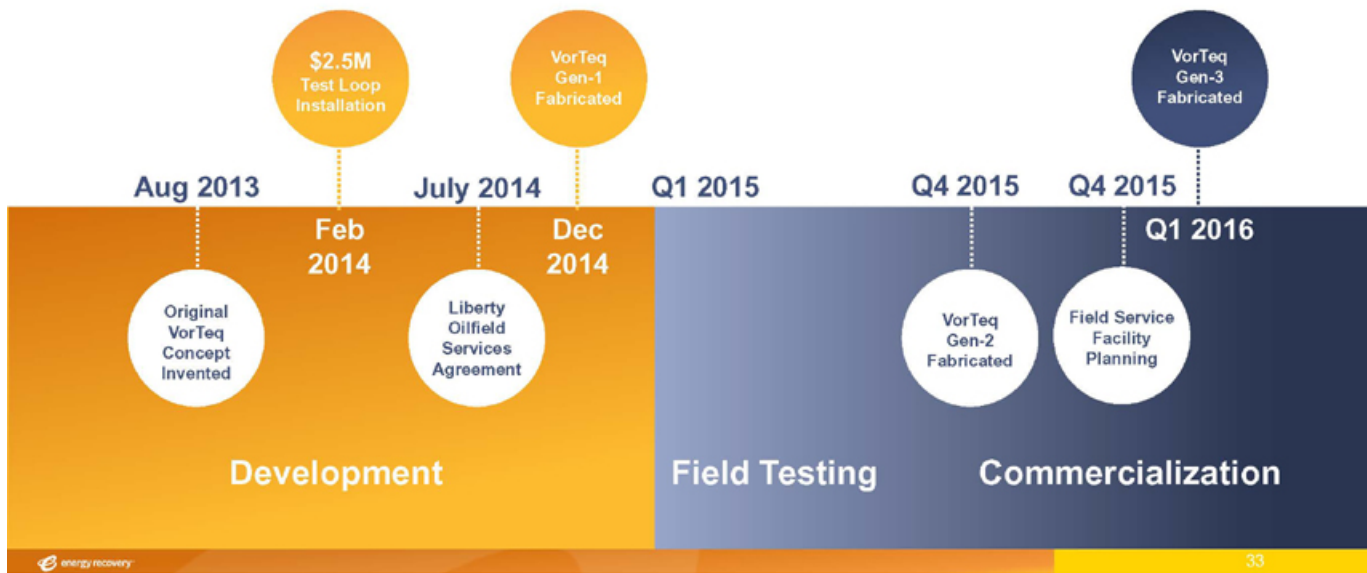 $2.5M
Test Loop
Installation
VorTeq
Gen-1
Fabricated
VorTeq
Gen-3
Fabricated
Aug 2013
July 2014
Q1 2015
Q4 2015
Q4 2015
Feb
2014
Dec
2014
Q1 2016
Original
VorTeq
Concept
Invented
Liberty
Oilfield
Services
Agreement
VorTeq
Gen-2
Fabricated
Field Service
Facility
Planning
Development
Field Testing
Commercialization
energy recovery
33